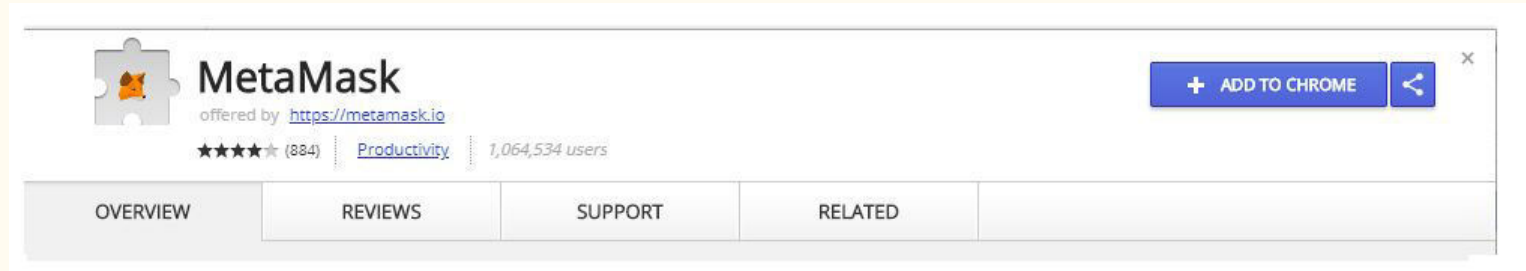 MetaMask
offered by https://metamask.io
(884) Productivity 1,064,534 users
+ ADD TO CHROME
OVERVIEW REVIEWS SUPPORT RELATED